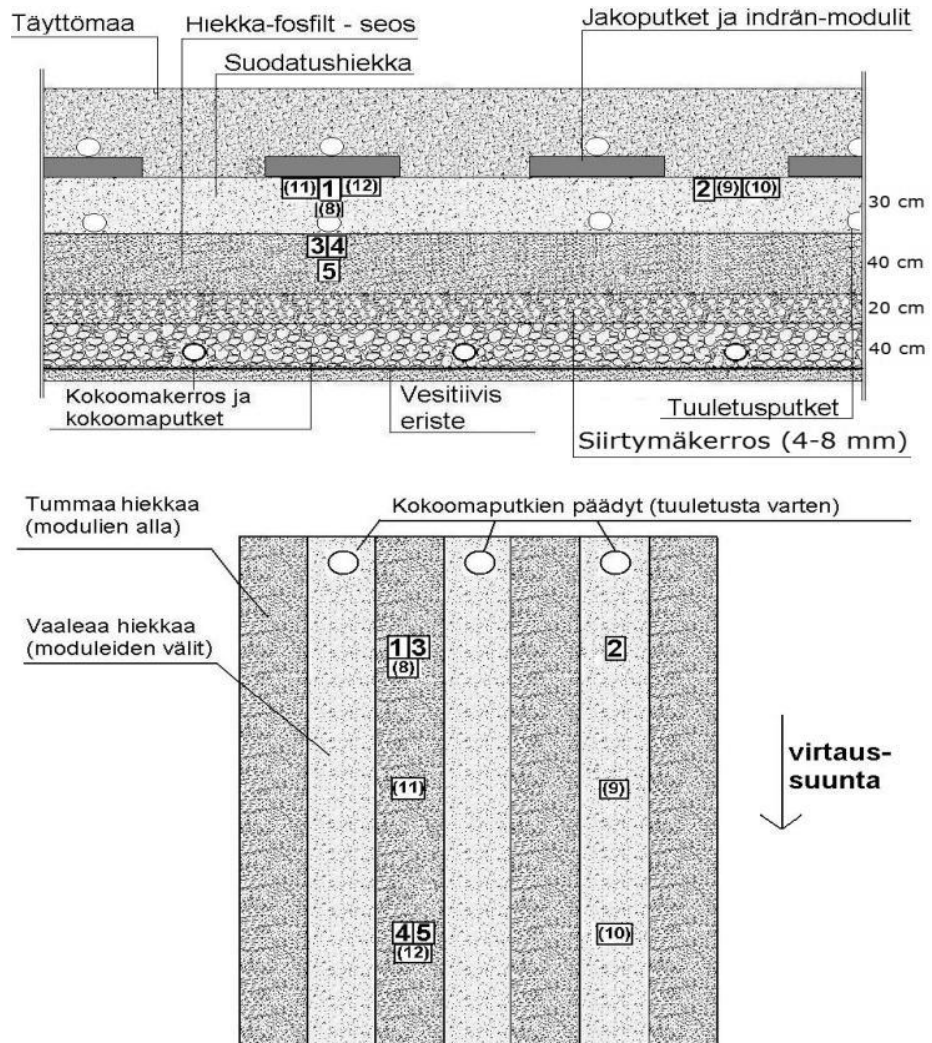 Täyttömaa
Hiekka-fosfilt - seos
Suodatushiekka
Jakoputket ja indrän-modulit
(11) 1 (12)
(8)
2 (9) (10)
3 4
5
30 cm
40 cm
20 cm
40 cm
Kokoomakerros ja
kokoomaputket
Vesitiivis
eriste
Tuuletusputket
Siirtymäkerros (4-8 mm)
Tummaa hiekkaa
(modulien alla)
Kokoomaputkien päädyt (tuuletusta varten)
Vaaleaa hiekkaa
(moduleiden välit)
1 3
(8)
2
(11)
(9)
4 5
(12)
(10)
virtaus-
suunta